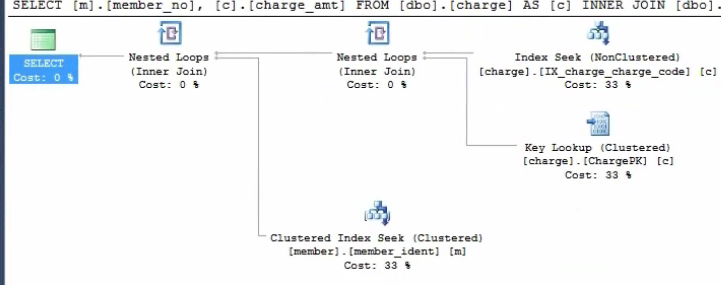 SELECT [m].[member_no], [c].[charge_amt] FROM [dbo].[charge] AS [c] INNER JOIN [dbo].
SELECT
Cost: 0 %
Nested Loops
(Inner Join)
Cost: 0 %
Nested Loops
(Inner Join)
Cost: 0 %
Index Seek (NonClustered)
[charge].[IX_charge_charge_code] [c]
Cost: 33 %
Key Lookup (Clustered)
[charge].[ChargePK] [c]
Cost: 33 %
Clustered Index Seek (Clustered)
[member].[member_ident] [m]
Cost: 33 %